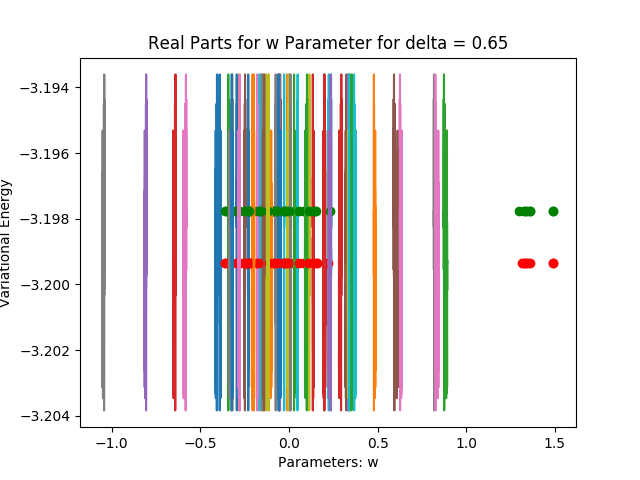 Real Parts for w Parameter for delta = 0.65
Variational Energy
−3.194
−3.196
−3.198
−3.200
−3.202
−3.204
−1.0 −0.5 0.0 0.5 1.0 1.5
Parameters: w